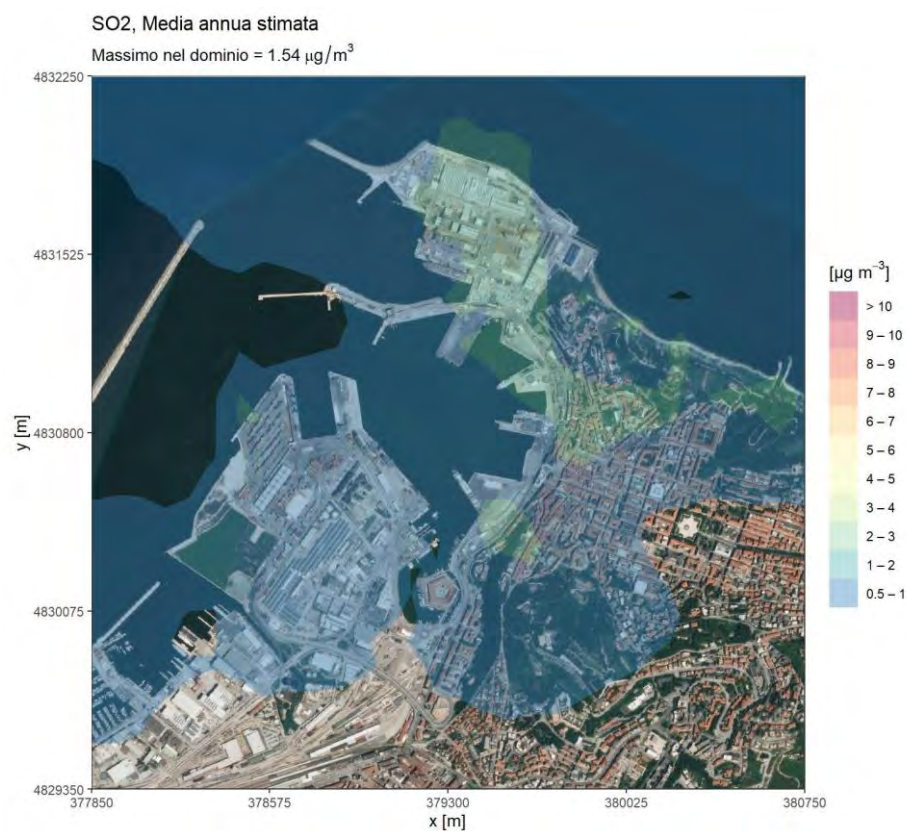 SO2, Media annua stimata
Massimo nel dominio = 1.54 μg/m³
4832250
4831525
4830800
4830075
4829350
y [m]
377850
378575
379300
380025
380750
x [m]
[μg m⁻³]
> 10
9 – 10
8 – 9
7 – 8
6 – 7
5 – 6
4 – 5
3 – 4
2 – 3
1 – 2
0.5 – 1